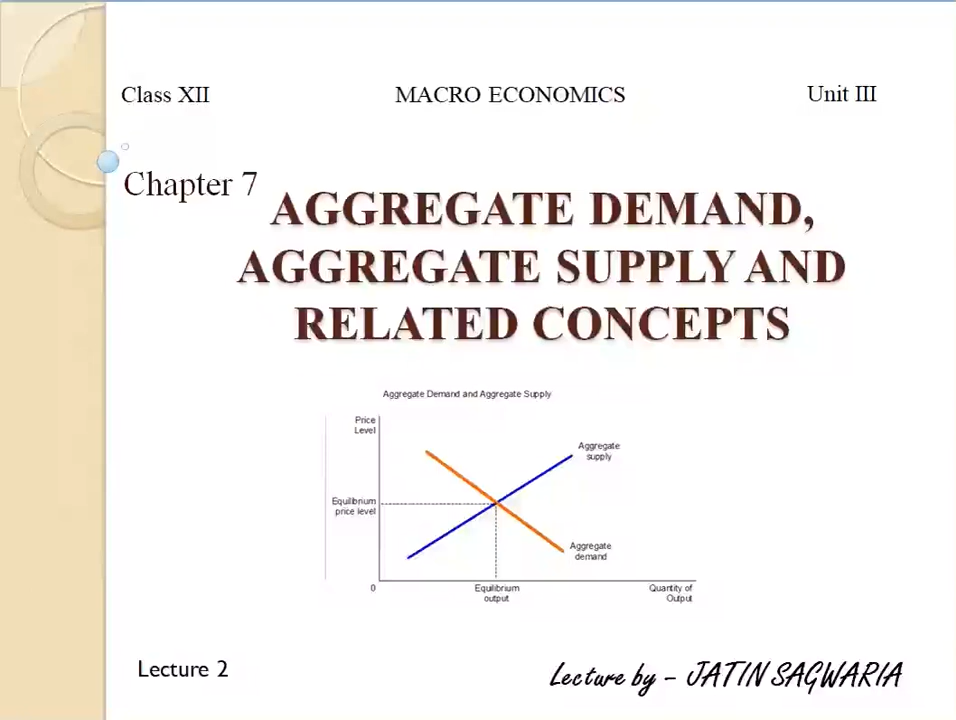 Class XII MACRO ECONOMICS Unit III
Chapter 7
AGGREGATE DEMAND,
AGGREGATE SUPPLY AND
RELATED CONCEPTS
Aggregate Demand and Aggregate Supply
Price
Level
Aggregate
supply
Equilibrium
price level
Aggregate
demand
0
Equilibrium
output
Quantity of
Output
Lecture 2
Lecture by – JATIN SAGWARIA